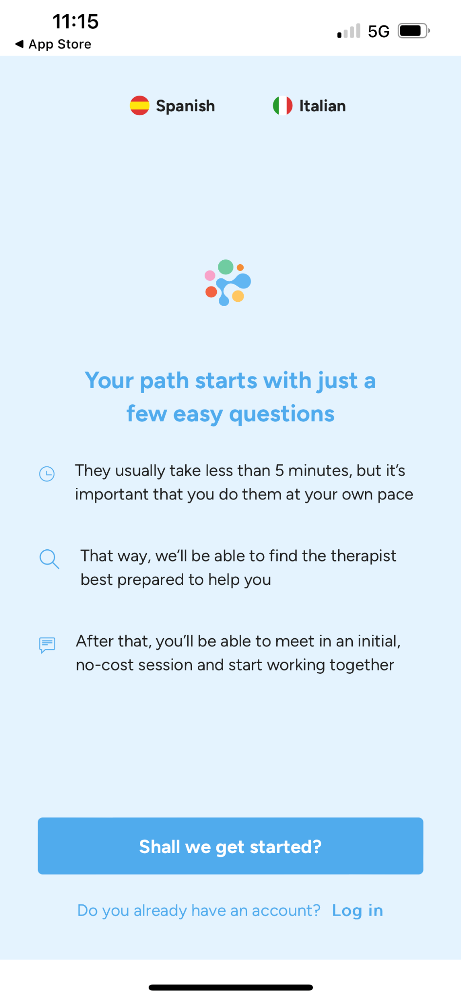 11:15
5G
◀ App Store
Spanish
Italian
Your path starts with just a
few easy questions
They usually take less than 5 minutes, but it’s
important that you do them at your own pace
That way, we’ll be able to find the therapist
best prepared to help you
After that, you’ll be able to meet in an initial,
no-cost session and start working together
Shall we get started?
Do you already have an account? Log in